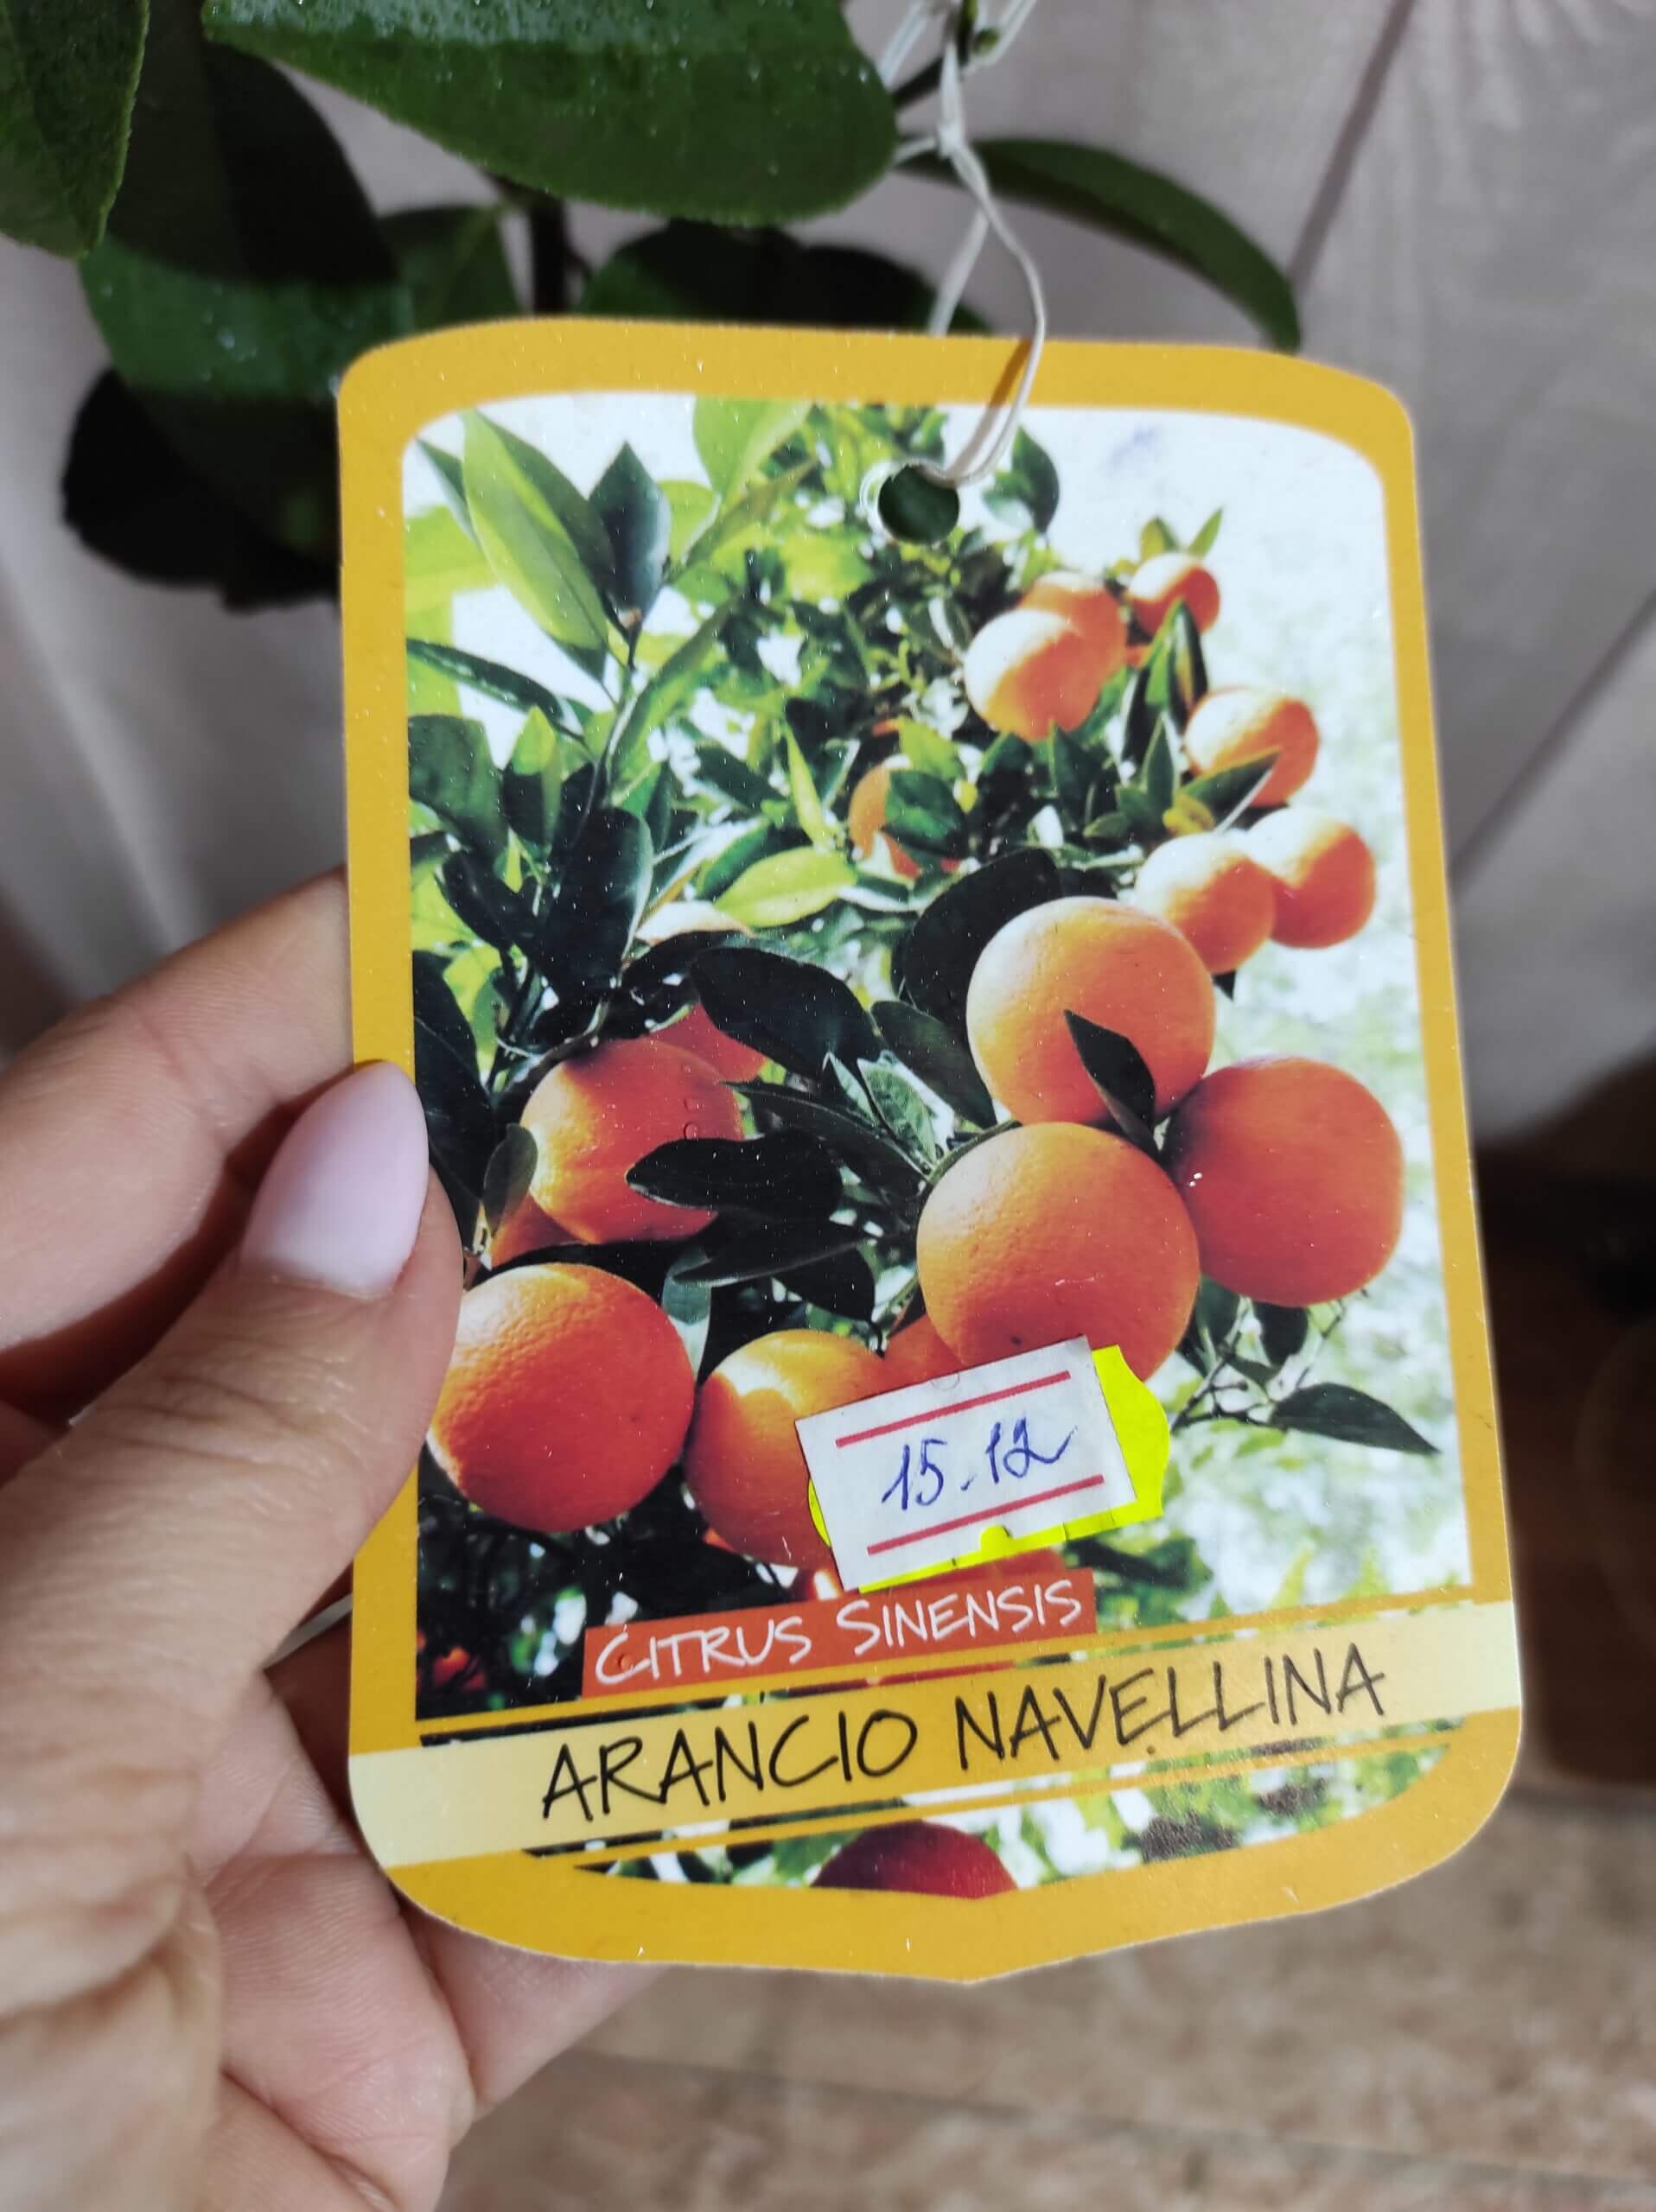 15.12
CITRUS SINENSIS
ARANCIO NAVELLINA